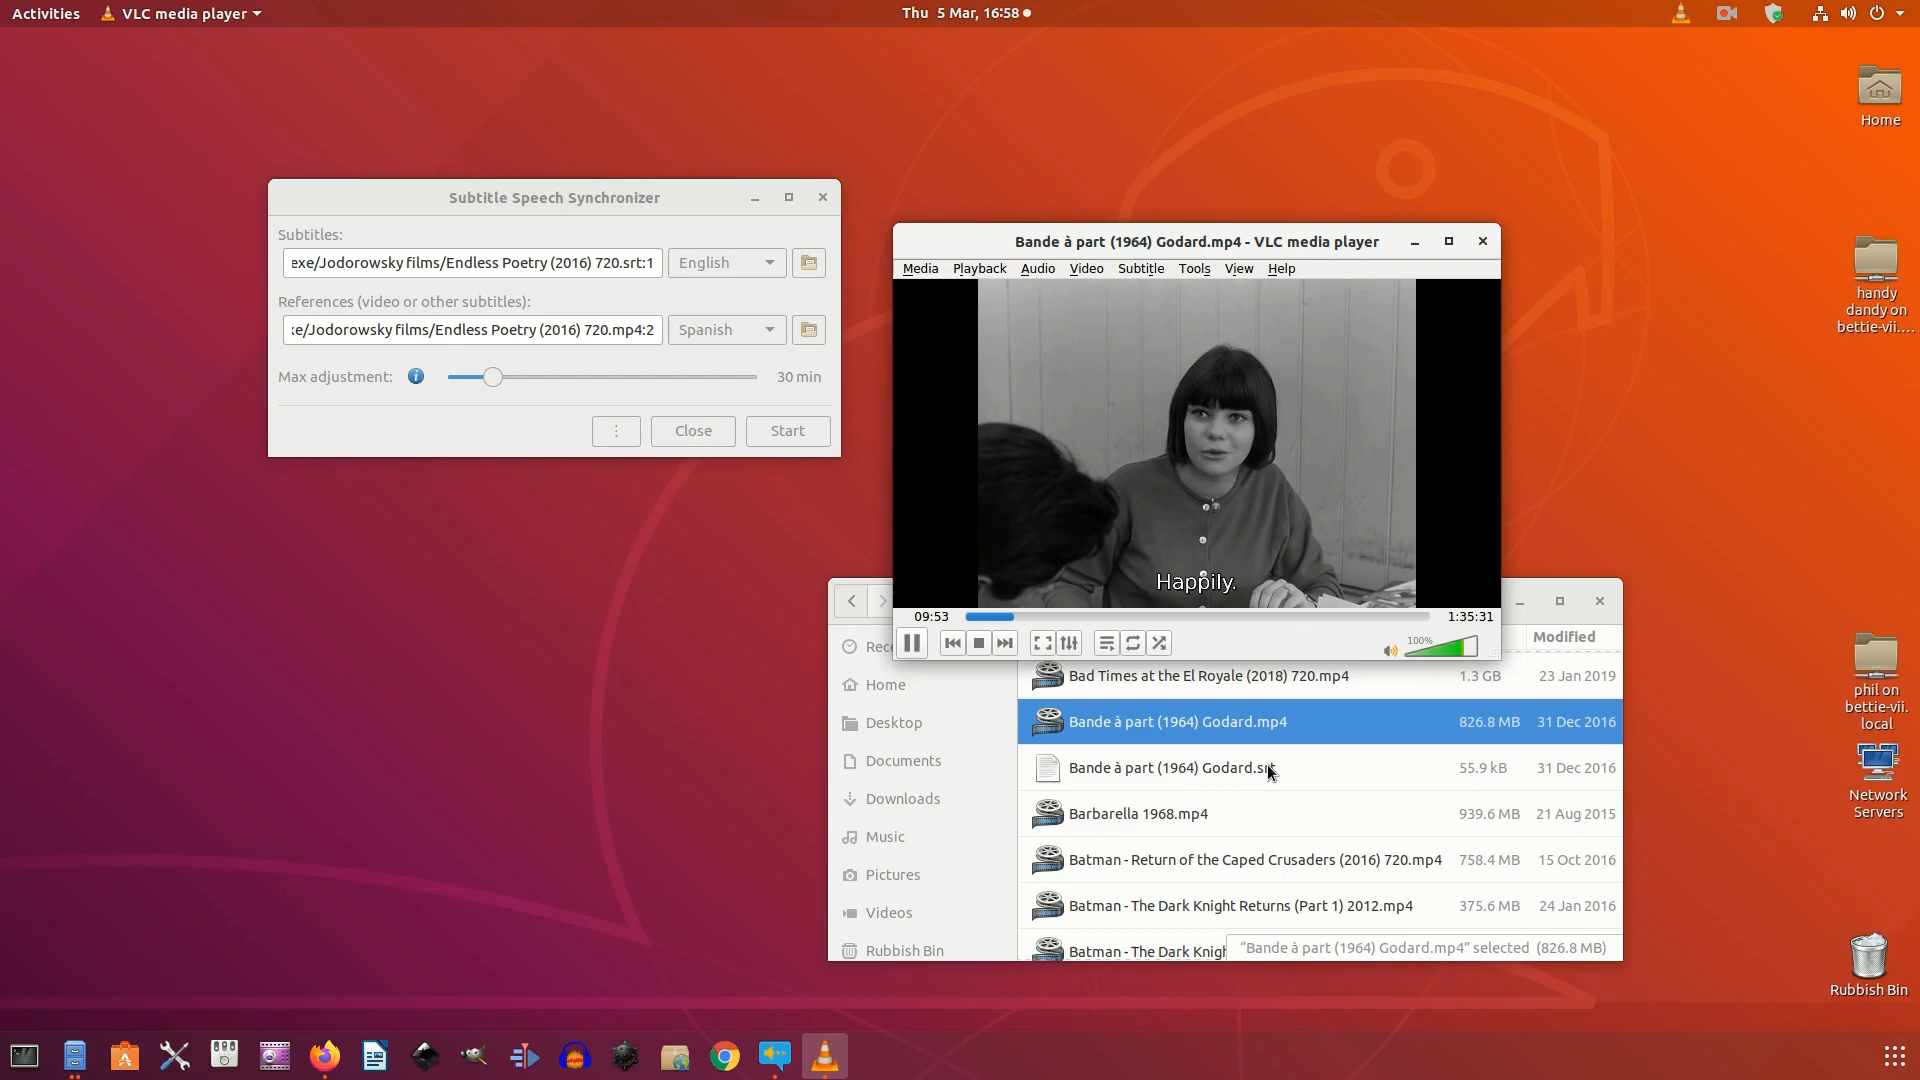 Activities
VLC media player
Thu 5 Mar, 16:58
Home
handy
dandy on
bettie-vii....
phil on
bettie-vii.
local
Network
Servers
Rubbish Bin
Subtitle Speech Synchronizer
Subtitles:
exe/Jodorowsky films/Endless Poetry (2016) 720.srt:1
English
References (video or other subtitles):
xe/Jodorowsky films/Endless Poetry (2016) 720.mp4:2
Spanish
Max adjustment:
30 min
Close
Start
Bande à part (1964) Godard.mp4 - VLC media player
Media Playback Audio Video Subtitle Tools View Help
Happily.
09:53
1:35:31
100%
Modified
Rec
Home
Desktop
Documents
Downloads
Music
Pictures
Videos
Rubbish Bin
Bad Times at the El Royale (2018) 720.mp4 1.3 GB 23 Jan 2019
Bande à part (1964) Godard.mp4 826.8 MB 31 Dec 2016
Bande à part (1964) Godard.srt 55.9 kB 31 Dec 2016
Barbarella 1968.mp4 939.6 MB 21 Aug 2015
Batman - Return of the Caped Crusaders (2016) 720.mp4 758.4 MB 15 Oct 2016
Batman - The Dark Knight Returns (Part 1) 2012.mp4 375.6 MB 24 Jan 2016
Batman - The Dark Knigh
"Bande à part (1964) Godard.mp4" selected (826.8 MB)